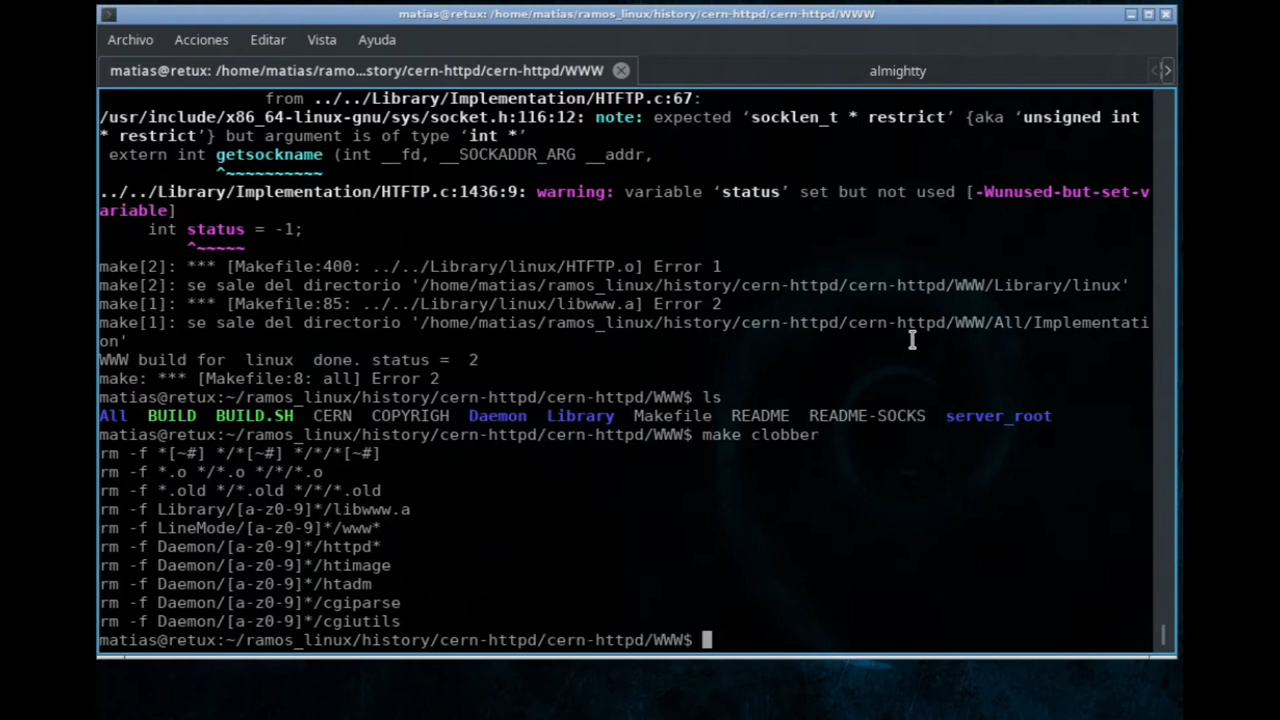 matias@retux: /home/matias/ramos_linux/history/cern-httpd/cern-httpd/WWW
Archivo Acciones Editar Vista Ayuda
matias@retux: /home/matias/ramo...story/cern-httpd/cern-httpd/WWW almightty
from ../../Library/Implementation/HTFTP.c:67:
/usr/include/x86_64-linux-gnu/sys/socket.h:116:12: note: expected ‘socklen_t * restrict’ {aka ‘unsigned int
* restrict’} but argument is of type ‘int *’
extern int getsockname (int __fd, __SOCKADDR_ARG __addr,
^~~~~~~~~~~
../../Library/Implementation/HTFTP.c:1436:9: warning: variable ‘status’ set but not used [-Wunused-but-set-v
ariable]
int status = -1;
^~~~~~
make[2]: *** [Makefile:400: ../../Library/linux/HTFTP.o] Error 1
make[2]: se sale del directorio '/home/matias/ramos_linux/history/cern-httpd/cern-httpd/WWW/Library/linux'
make[1]: *** [Makefile:85: ../../Library/linux/libwww.a] Error 2
make[1]: se sale del directorio '/home/matias/ramos_linux/history/cern-httpd/cern-httpd/WWW/All/Implementati
on'
WWW build for linux done. status = 2
make: *** [Makefile:8: all] Error 2
matias@retux:~/ramos_linux/history/cern-httpd/cern-httpd/WWW$ ls
All BUILD BUILD.SH CERN COPYRIGH Daemon Library Makefile README README-SOCKS server_root
matias@retux:~/ramos_linux/history/cern-httpd/cern-httpd/WWW$ make clobber
rm -f *[~#] */*[~#] */*/*[~#]
rm -f *.o */*.o */*/*.o
rm -f *.old */*.old */*/*.old
rm -f Library/[a-z0-9]*/libwww.a
rm -f LineMode/[a-z0-9]*/www*
rm -f Daemon/[a-z0-9]*/httpd*
rm -f Daemon/[a-z0-9]*/htimage
rm -f Daemon/[a-z0-9]*/htadm
rm -f Daemon/[a-z0-9]*/cgiparse
rm -f Daemon/[a-z0-9]*/cgiutils
matias@retux:~/ramos_linux/history/cern-httpd/cern-httpd/WWW$